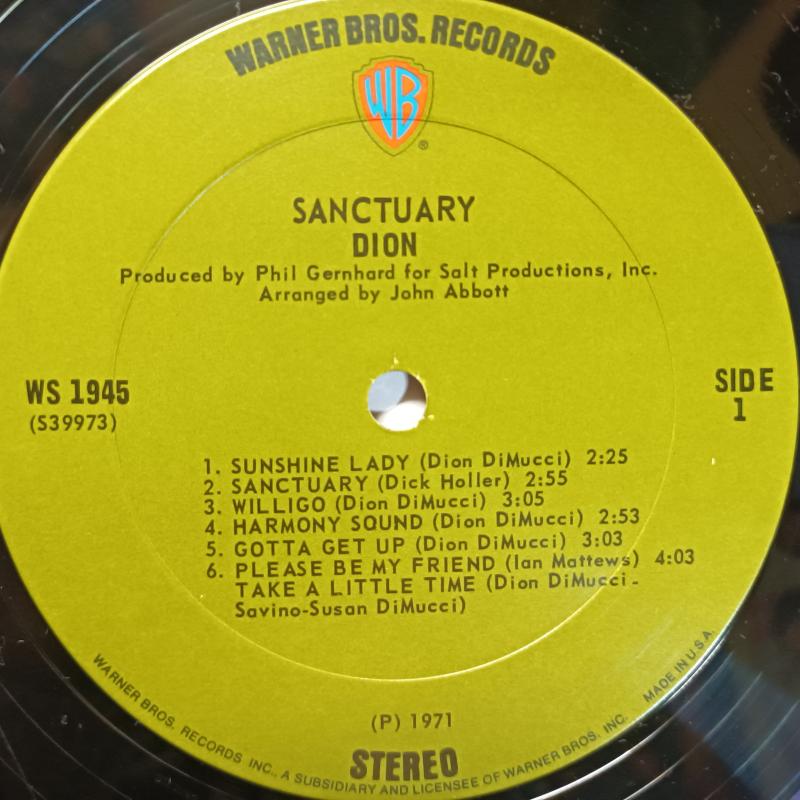 WARNER BROS. RECORDS
WB
®
SANCTUARY
DION
Produced by Phil Gernhard for Salt Productions, Inc.
Arranged by John Abbott
WS 1945
(S39973)
SIDE
1
1. SUNSHINE LADY (Dion DiMucci) 2:25
2. SANCTUARY (Dick Holler) 2:55
3. WILLIGO (Dion DiMucci) 3:05
4. HARMONY SOUND (Dion DiMucci) 2:53
5. GOTTA GET UP (Dion DiMucci) 3:03
6. PLEASE BE MY FRIEND (Ian Mattews) 4:03
TAKE A LITTLE TIME (Dion DiMucci-
Savino-Susan DiMucci)
(P) 1971
STEREO
WARNER BROS. RECORDS INC., A SUBSIDIARY AND LICENSEE OF WARNER BROS. INC. MADE IN U.S.A.